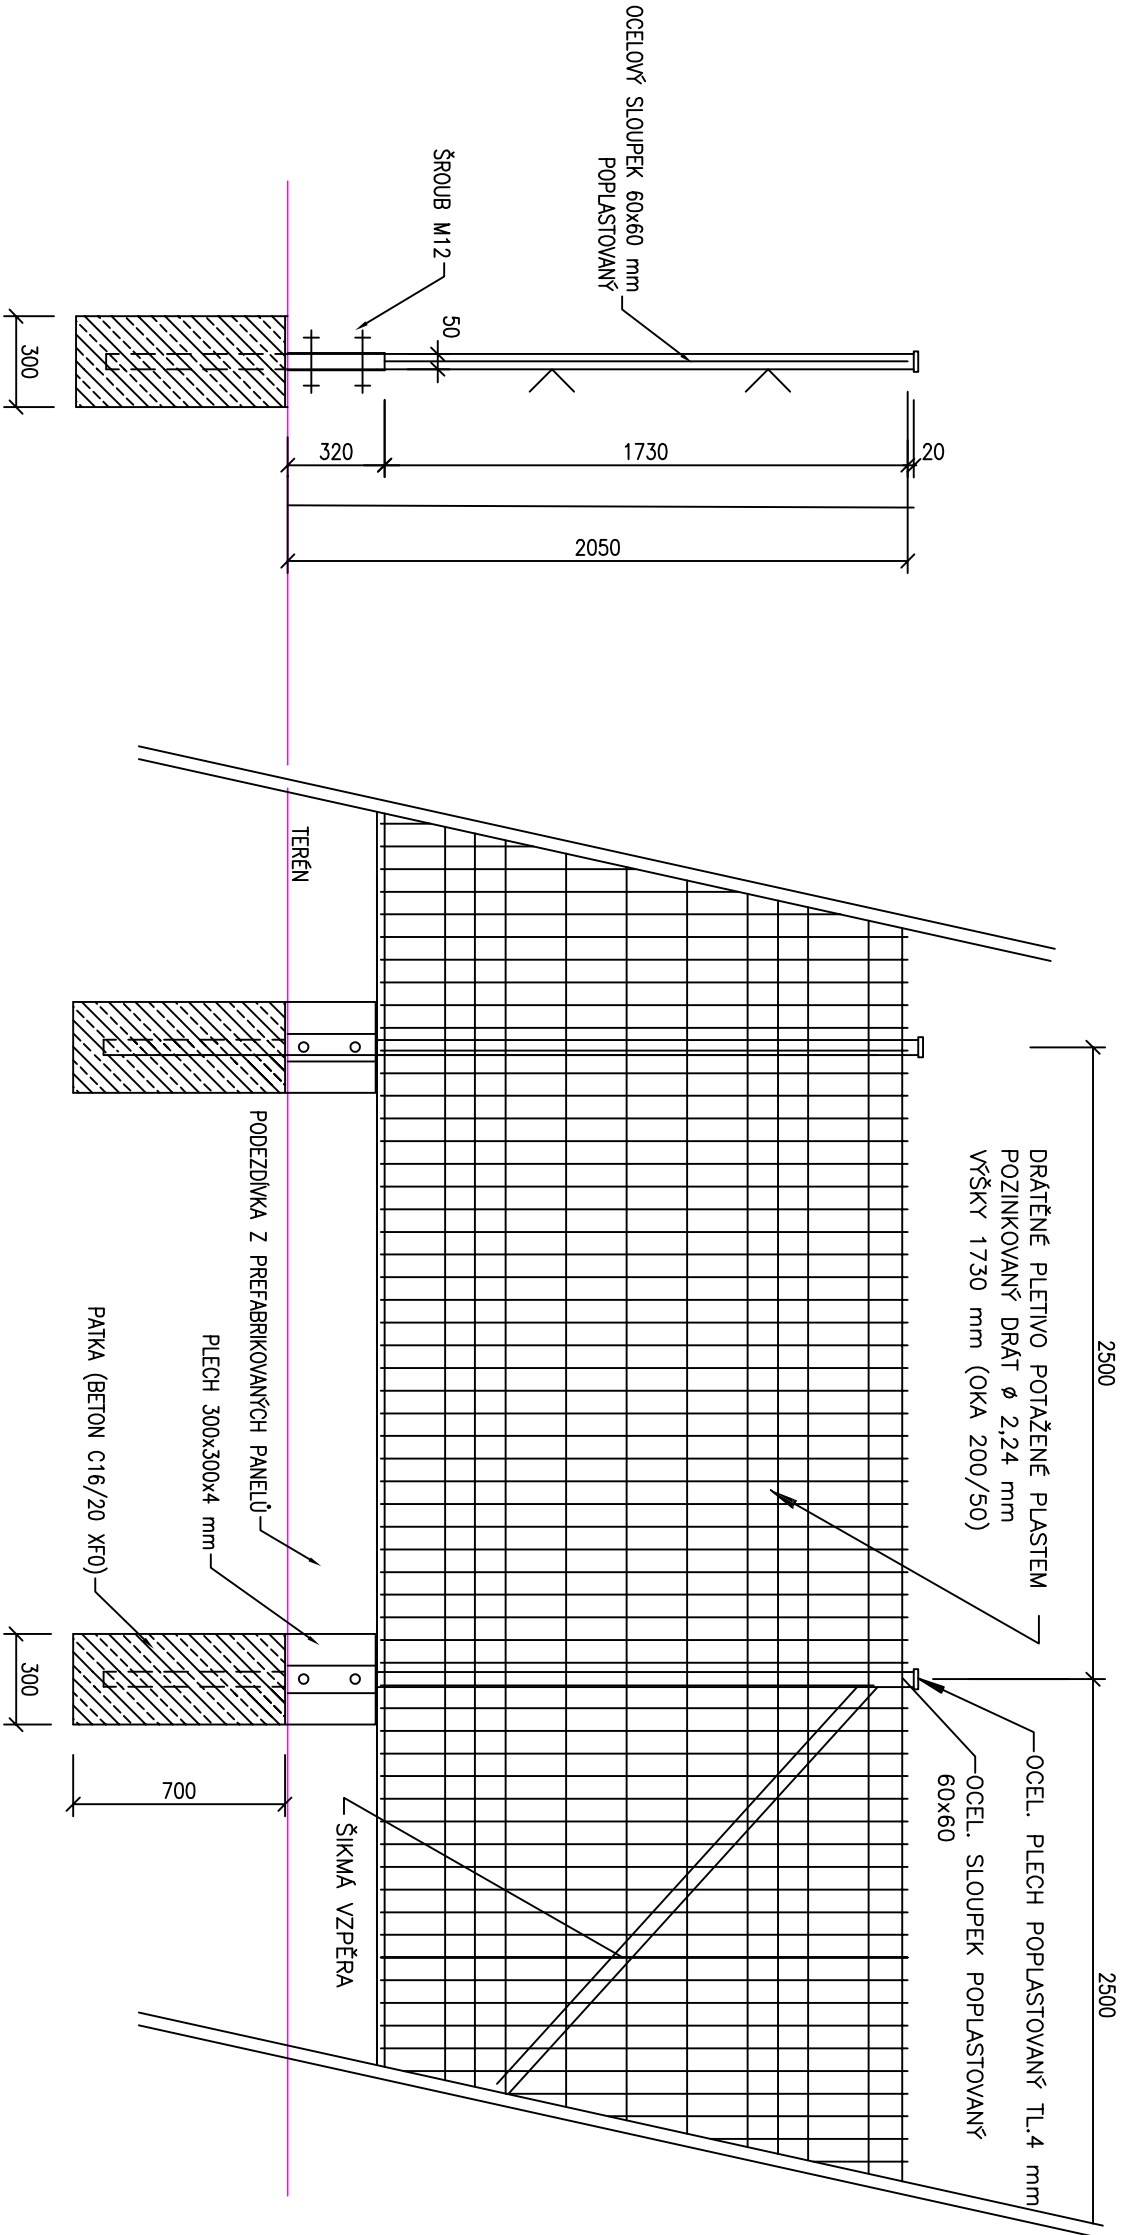 OCELOVÝ SLOUPEK 60x60 mm
POPLASTOVANÝ
ŠROUB M12
50
300
320
1730
20
2050
2500
2500
DRÁTĚNÉ PLETIVO POTAŽENÉ PLASTEM
POZINKOVANÝ DRÁT ø 2,24 mm
VÝŠKY 1730 mm (OKA 200/50)
OCEL. PLECH POPLASTOVANÝ TL.4 mm
OCEL. SLOUPEK POPLASTOVANÝ
60x60
TERÉN
ŠIKMÁ VZPĚRA
PODEZDÍVKA Z PREFABRIKOVANÝCH PANELŮ
PLECH 300x300x4 mm
PATKA (BETON C16/20 XF0)
300
700